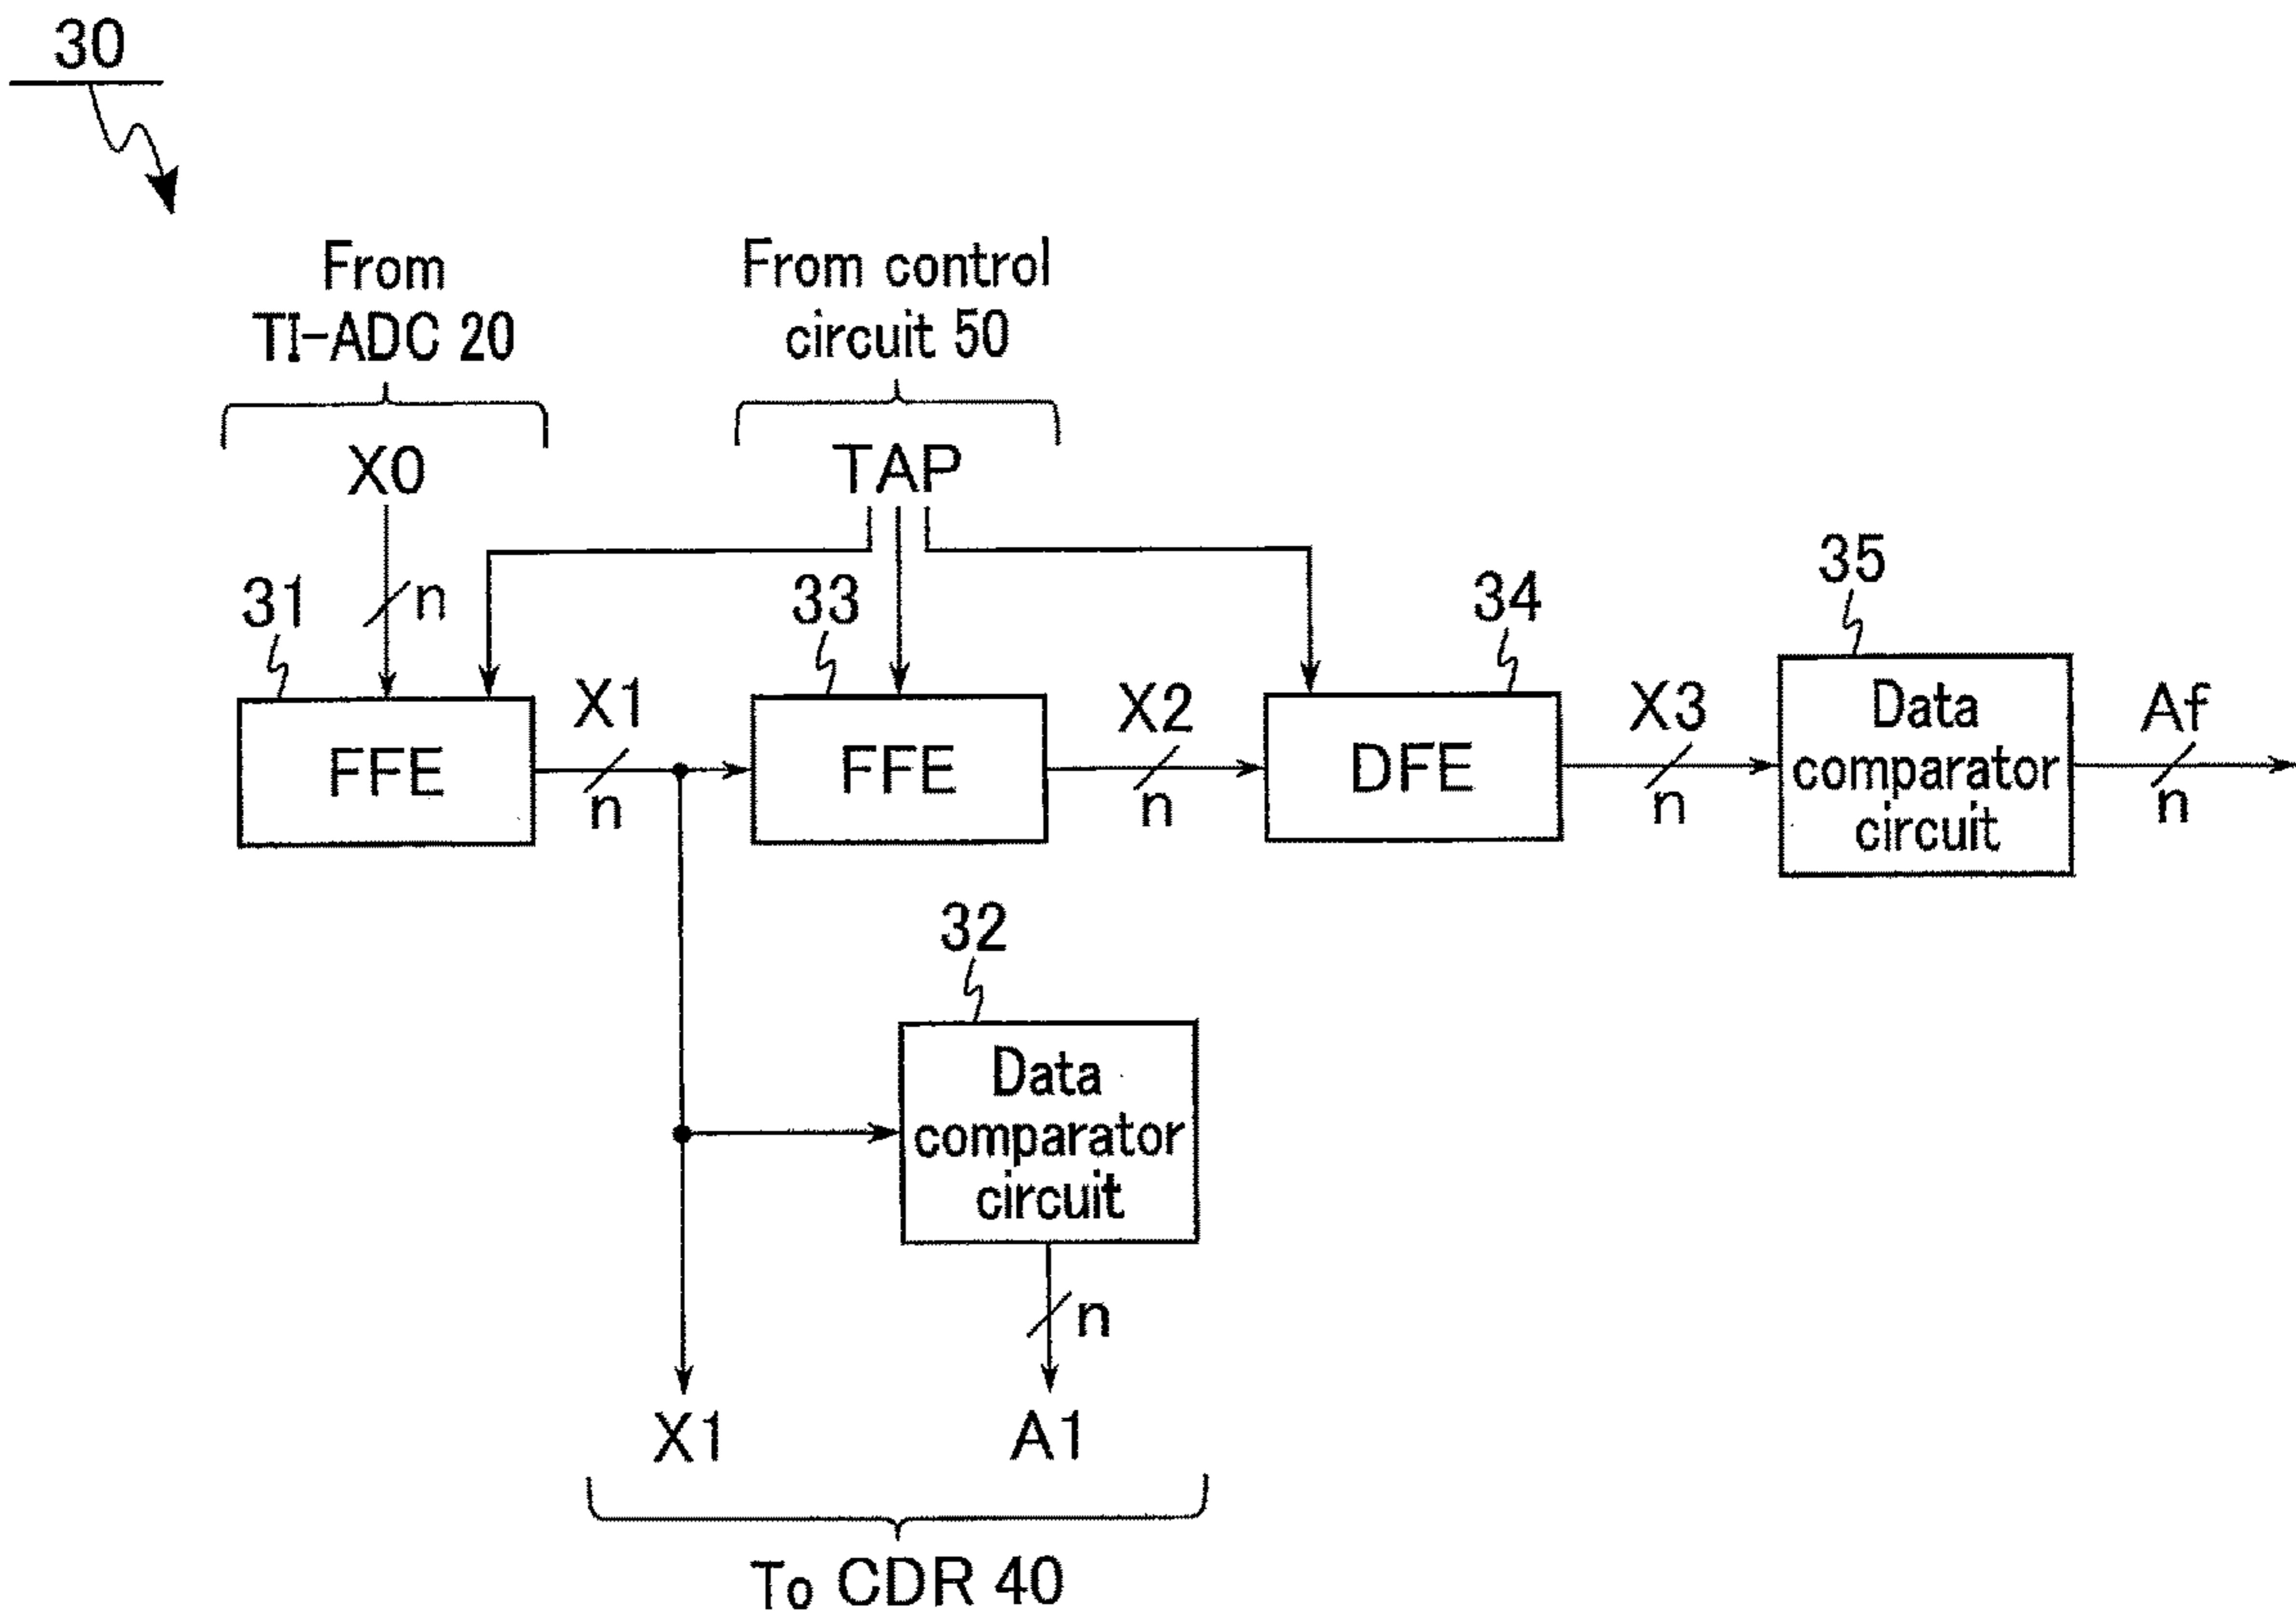 30
From
TI-ADC 20
From control
circuit 50
X0
TAP
n
31
33
34
35
X1
X2
X3
Af
FFE
FFE
DFE
Data
comparator
circuit
n
n
n
n
32
Data
comparator
circuit
n
X1
A1
To CDR 40